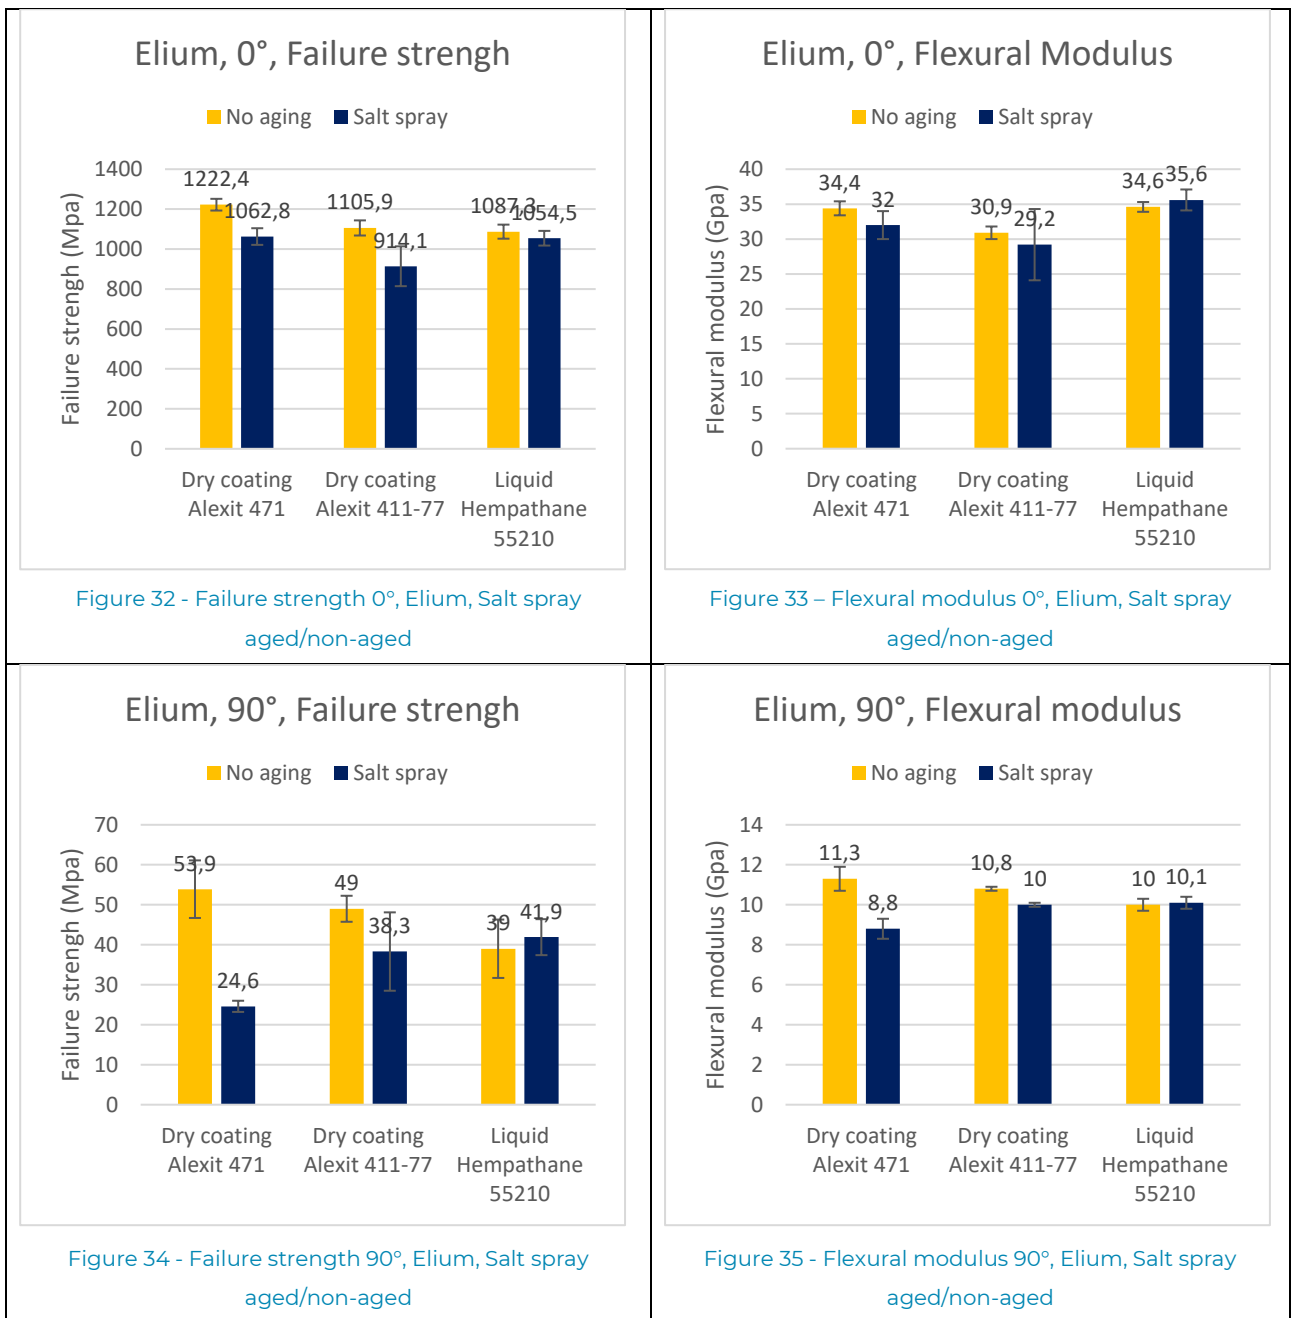 Elium, 0°, Failure strengh
No aging Salt spray
Failure strengh (Mpa)
1400
1200
1000
800
600
400
200
0
1222,4
1062,8
1105,9
914,1
1087,3
1054,5
Dry coating Dry coating Liquid
Alexit 471 Alexit 411-77 Hempathane
55210
Figure 32 - Failure strength 0°, Elium, Salt spray
aged/non-aged
Elium, 0°, Flexural Modulus
No aging Salt spray
Flexural modulus (Gpa)
40
35
30
25
20
15
10
5
0
34,4
32
30,9
29,2
34,6
35,6
Dry coating Dry coating Liquid
Alexit 471 Alexit 411-77 Hempathane
55210
Figure 33 – Flexural modulus 0°, Elium, Salt spray
aged/non-aged
Elium, 90°, Failure strengh
No aging Salt spray
Failure strengh (Mpa)
70
60
50
40
30
20
10
0
53,9
24,6
49
38,3
39
41,9
Dry coating Dry coating Liquid
Alexit 471 Alexit 411-77 Hempathane
55210
Figure 34 - Failure strength 90°, Elium, Salt spray
aged/non-aged
Elium, 90°, Flexural modulus
No aging Salt spray
Flexural modulus (Gpa)
14
12
10
8
6
4
2
0
11,3
8,8
10,8
10
10
10,1
Dry coating Dry coating Liquid
Alexit 471 Alexit 411-77 Hempathane
55210
Figure 35 - Flexural modulus 90°, Elium, Salt spray
aged/non-aged